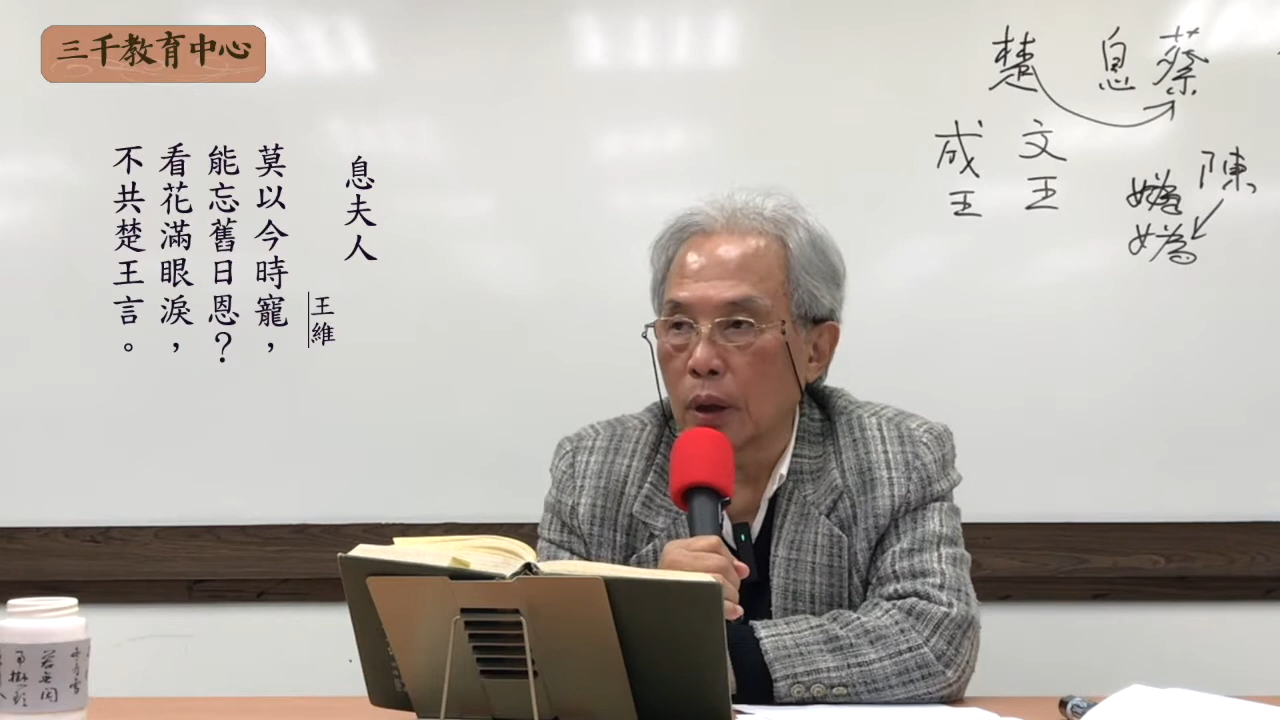 三千教育中心
息夫人
王維
莫以今時寵，
能忘舊日恩？
看花滿眼淚，
不共楚王言。
楚 息 蔡
文王
成王
陳
媯